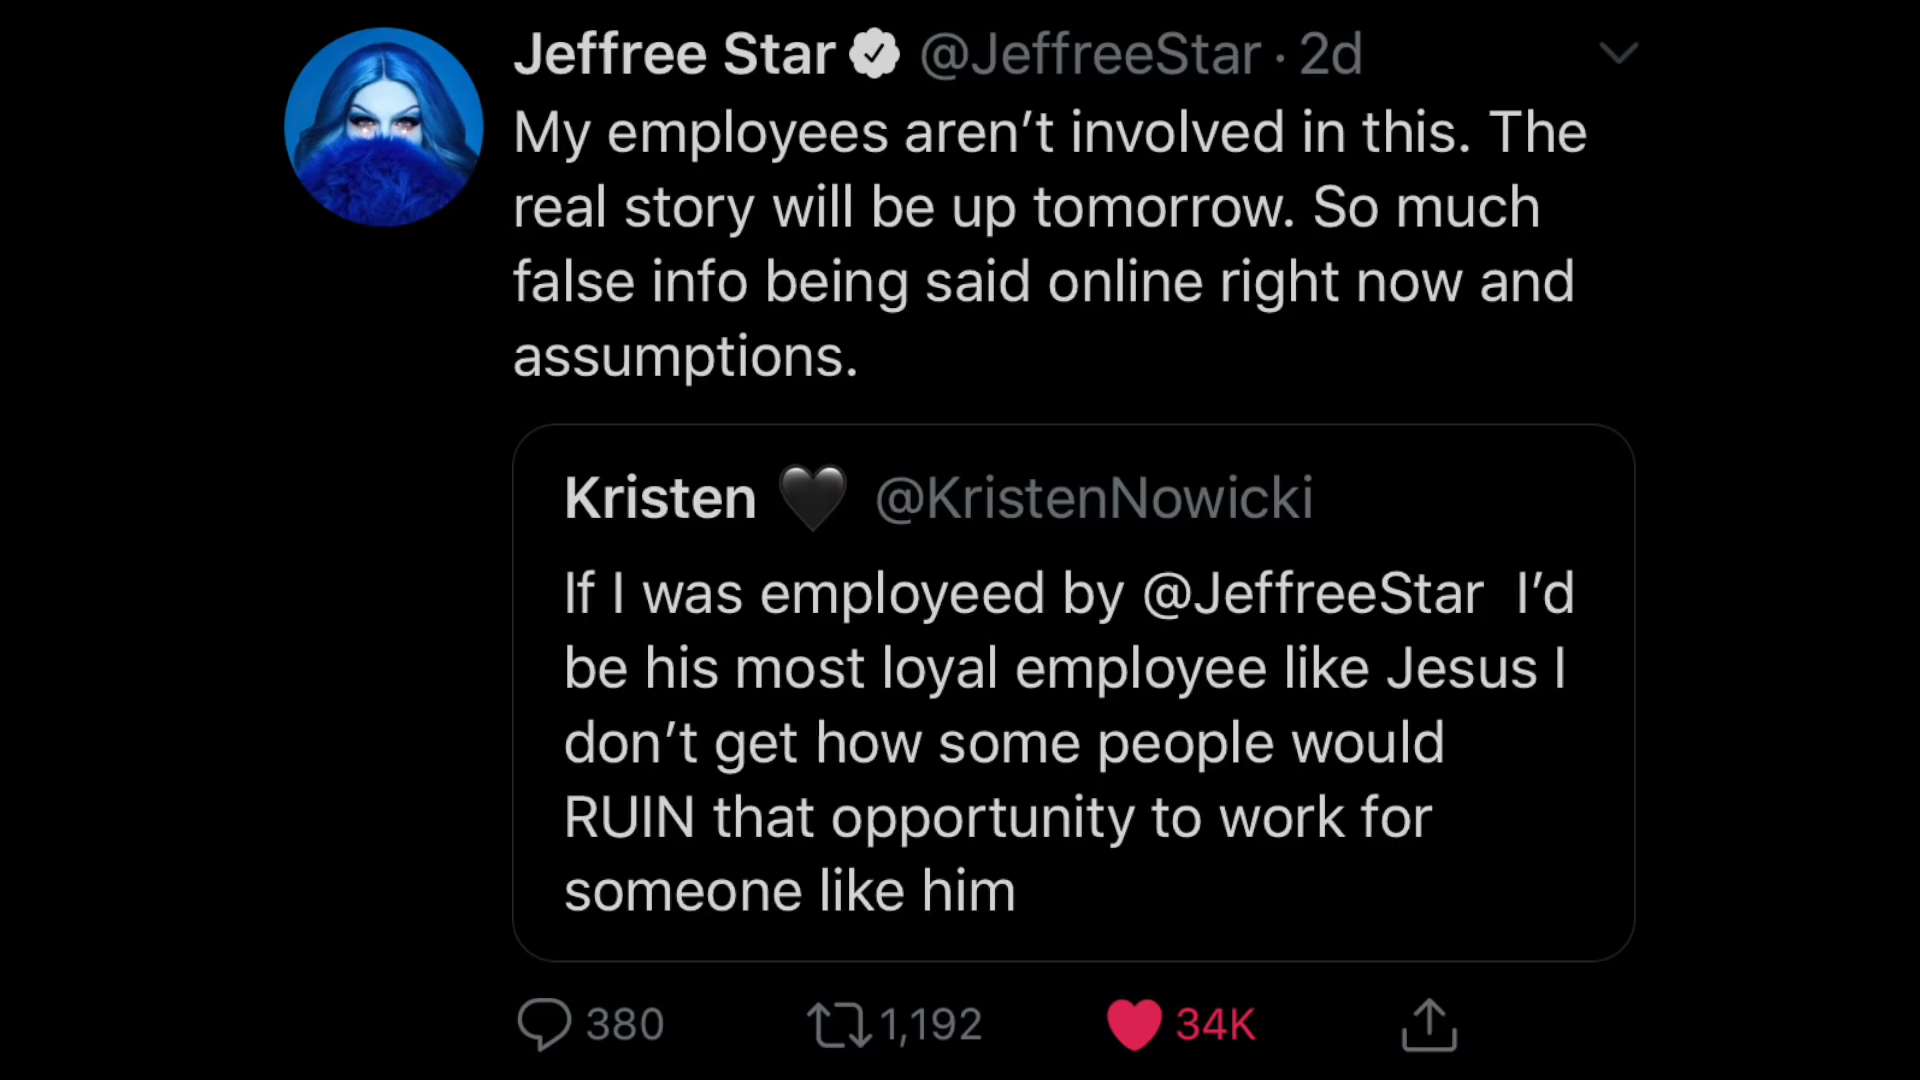 Jeffree Star @JeffreeStar · 2d
My employees aren’t involved in this. The
real story will be up tomorrow. So much
false info being said online right now and
assumptions.
Kristen 🖤 @KristenNowicki
If I was employeed by @JeffreeStar I’d
be his most loyal employee like Jesus I
don’t get how some people would
RUIN that opportunity to work for
someone like him
380 1,192 34K